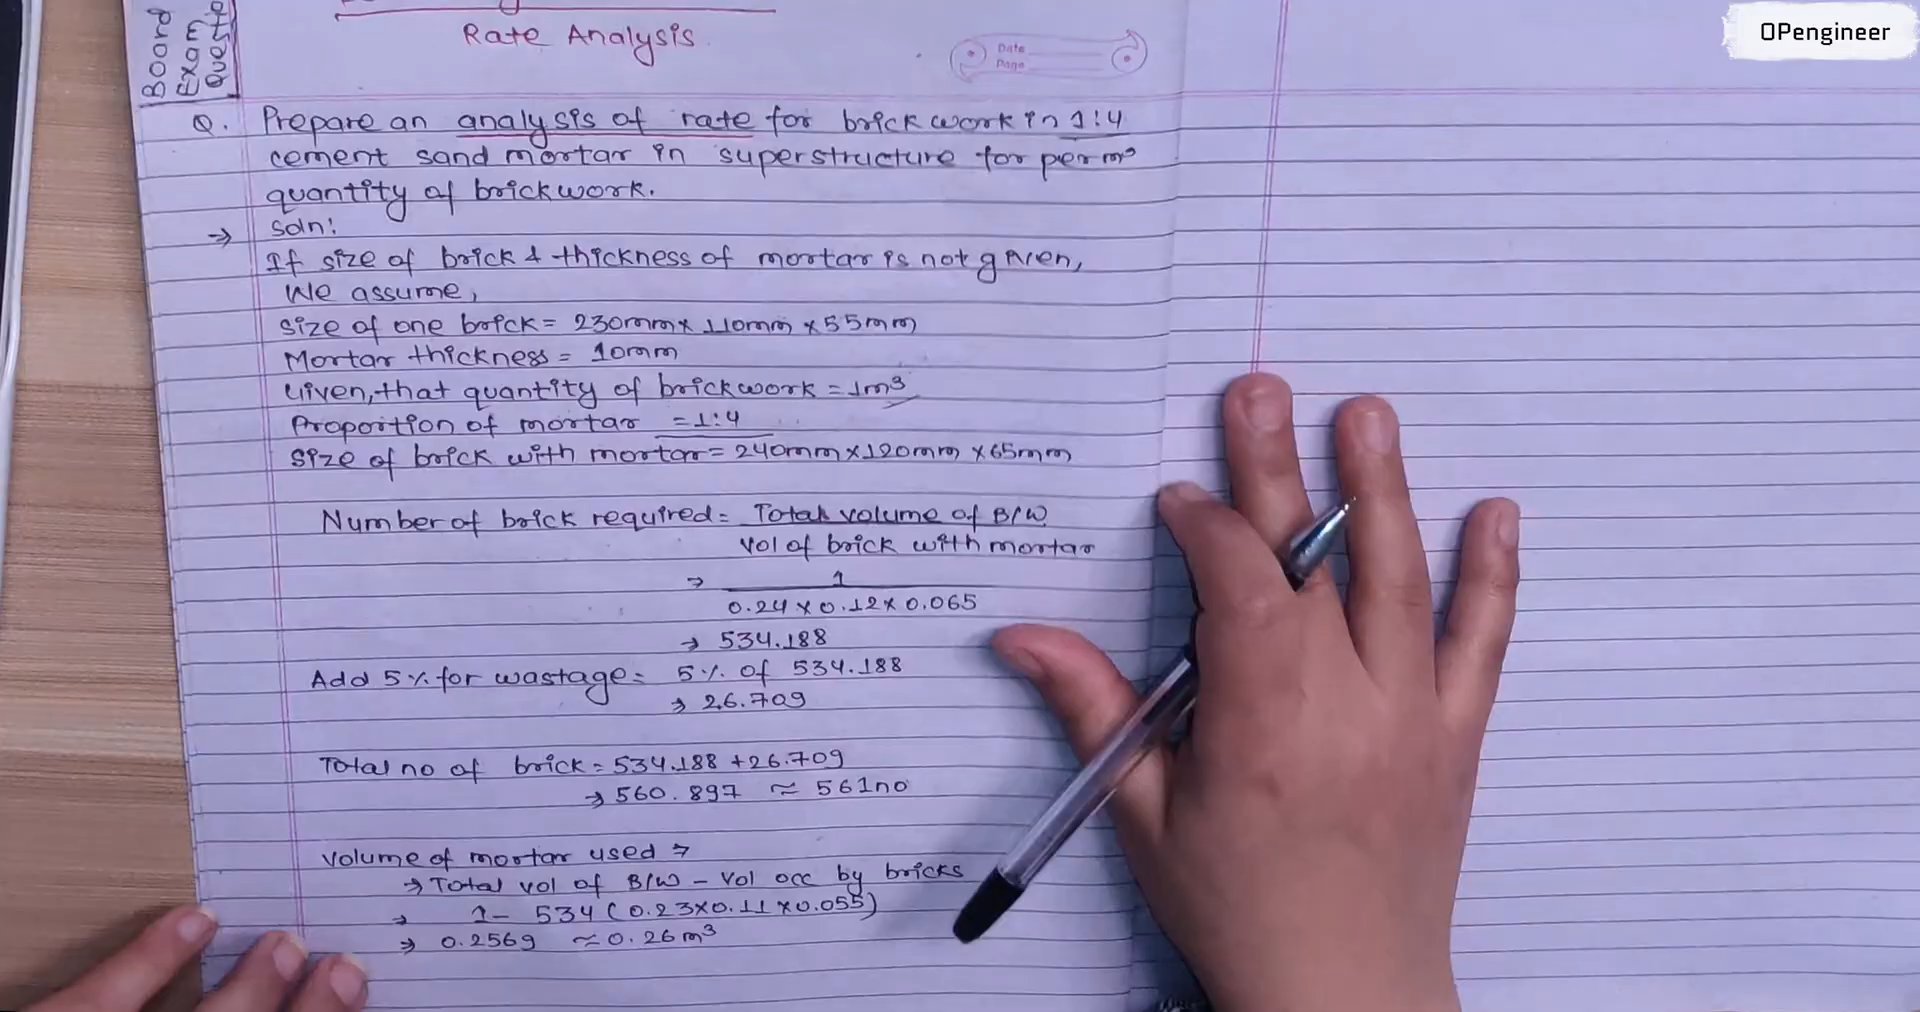 OPengineer
Board
Exam
Rate Analysis
Date
Page
Q. Prepare an analysis of rate for brickwork in 1:4
cement sand mortar in superstructure for per m³
quantity of brickwork.
→ Soln:
If size of brick & thickness of mortar is not given,
We assume,
Size of one brick = 230mm x 110mm x 55mm
Mortar thickness = 10mm
Given, that quantity of brickwork = 1m³
Proportion of mortar = 1:4
Size of brick with mortar = 240mm x 120mm x 65mm
Number of brick required = Total volume of B/W
Vol of brick with mortar
→ 1
0.24 x 0.12 x 0.065
→ 534.188
Add 5% for wastage = 5% of 534.188
→ 26.709
Total no of brick = 534.188 + 26.709
→ 560.897 ≈ 561no
Volume of mortar used →
→ Total vol of B/W - Vol occ by bricks
→ 1 - 534 (0.23x0.11x0.055)
→ 0.2569 ≈ 0.26m³